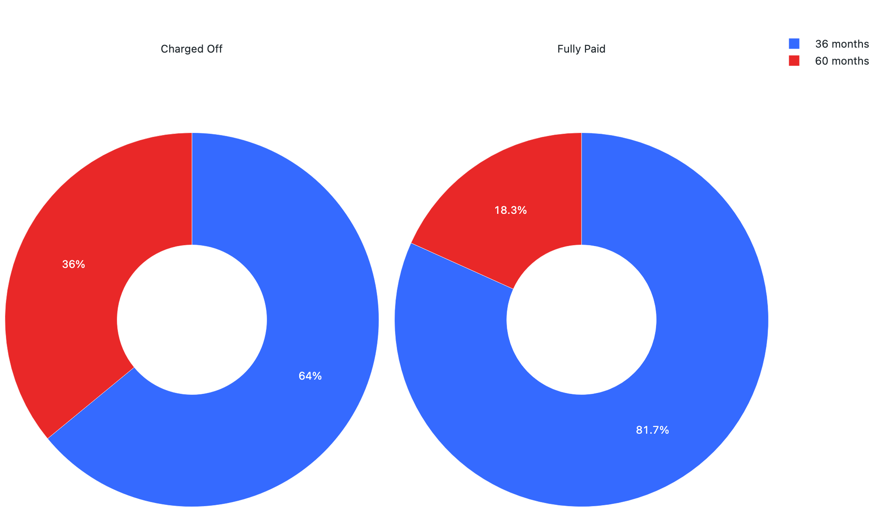 Charged Off
Fully Paid
36 months
60 months
36%
64%
18.3%
81.7%